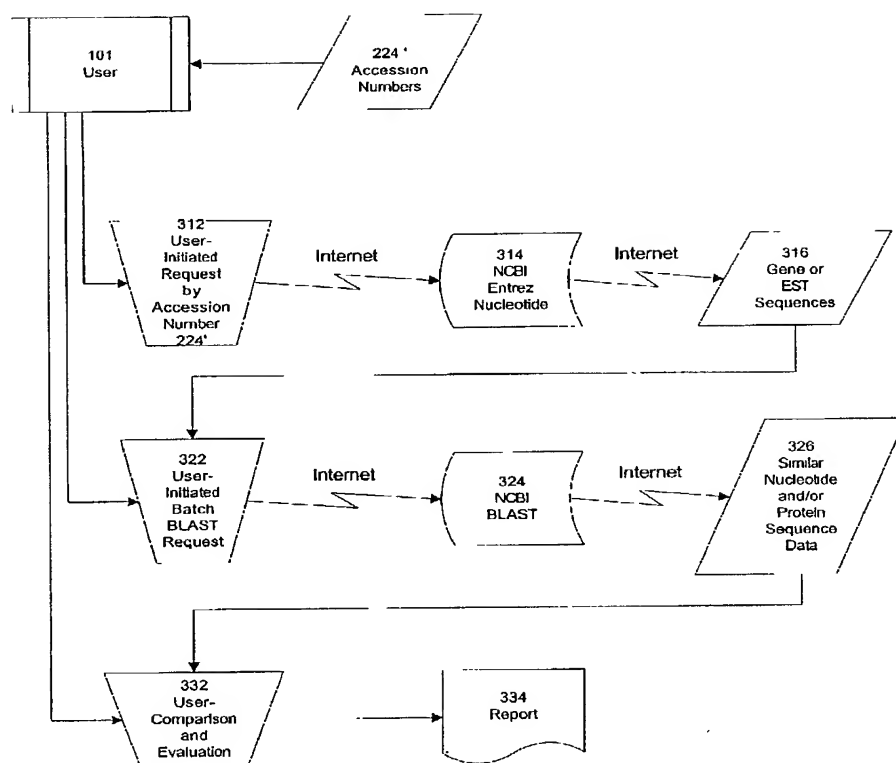 101
User
224'
Accession
Numbers
312
User-
Initiated
Request
by
Accession
Number
224'
Internet
314
NCBI
Entrez
Nucleotide
Internet
316
Gene or
EST
Sequences
322
User-
Initiated
Batch
BLAST
Request
Internet
324
NCBI
BLAST
Internet
326
Similar
Nucleotide
and/or
Protein
Sequence
Data
332
User-
Comparison
and
Evaluation
334
Report